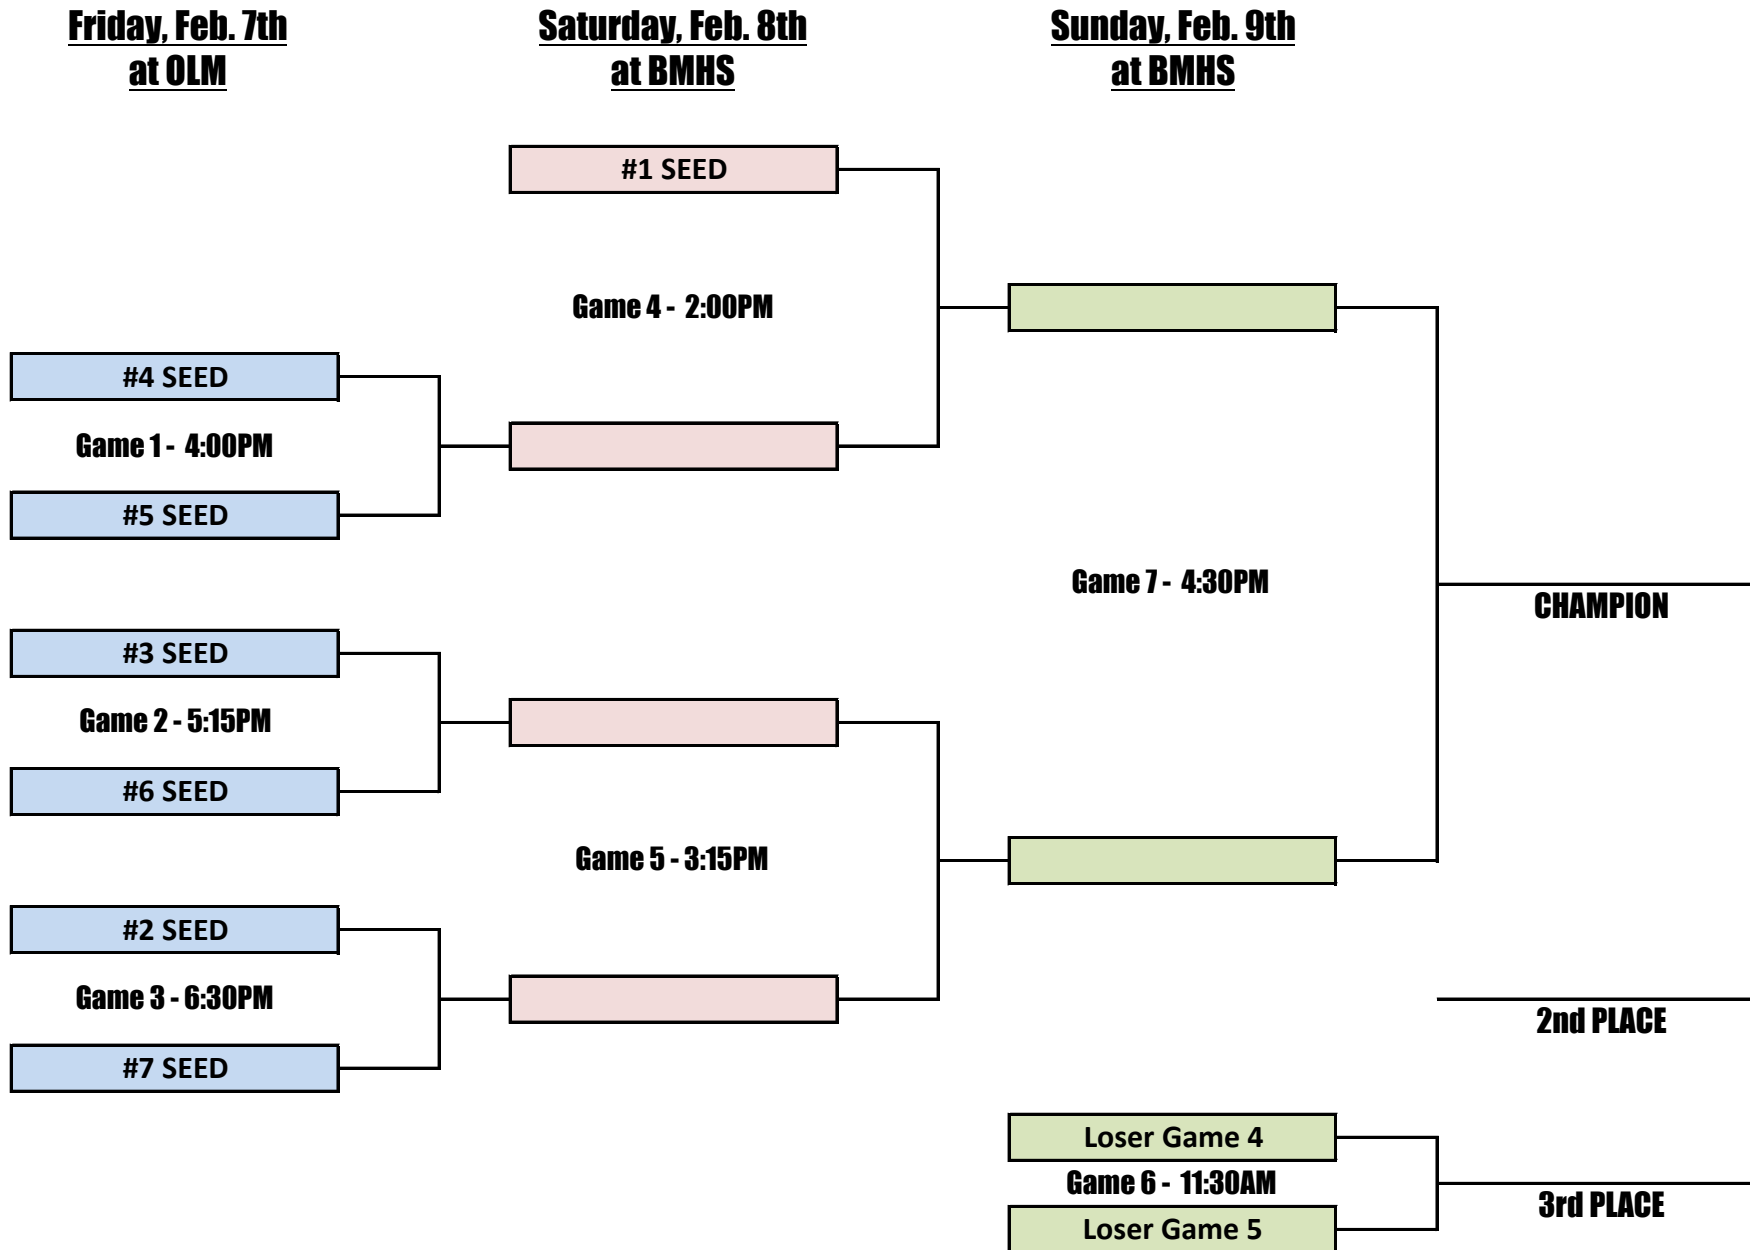 Friday, Feb. 7th
at OLM
Saturday, Feb. 8th
at BMHS
Sunday, Feb. 9th
at BMHS
#1 SEED
Game 4 - 2:00PM
#4 SEED
Game 1 - 4:00PM
#5 SEED
Game 7 - 4:30PM
CHAMPION
#3 SEED
Game 2 - 5:15PM
#6 SEED
Game 5 - 3:15PM
#2 SEED
Game 3 - 6:30PM
#7 SEED
2nd PLACE
Loser Game 4
Game 6 - 11:30AM
3rd PLACE
Loser Game 5